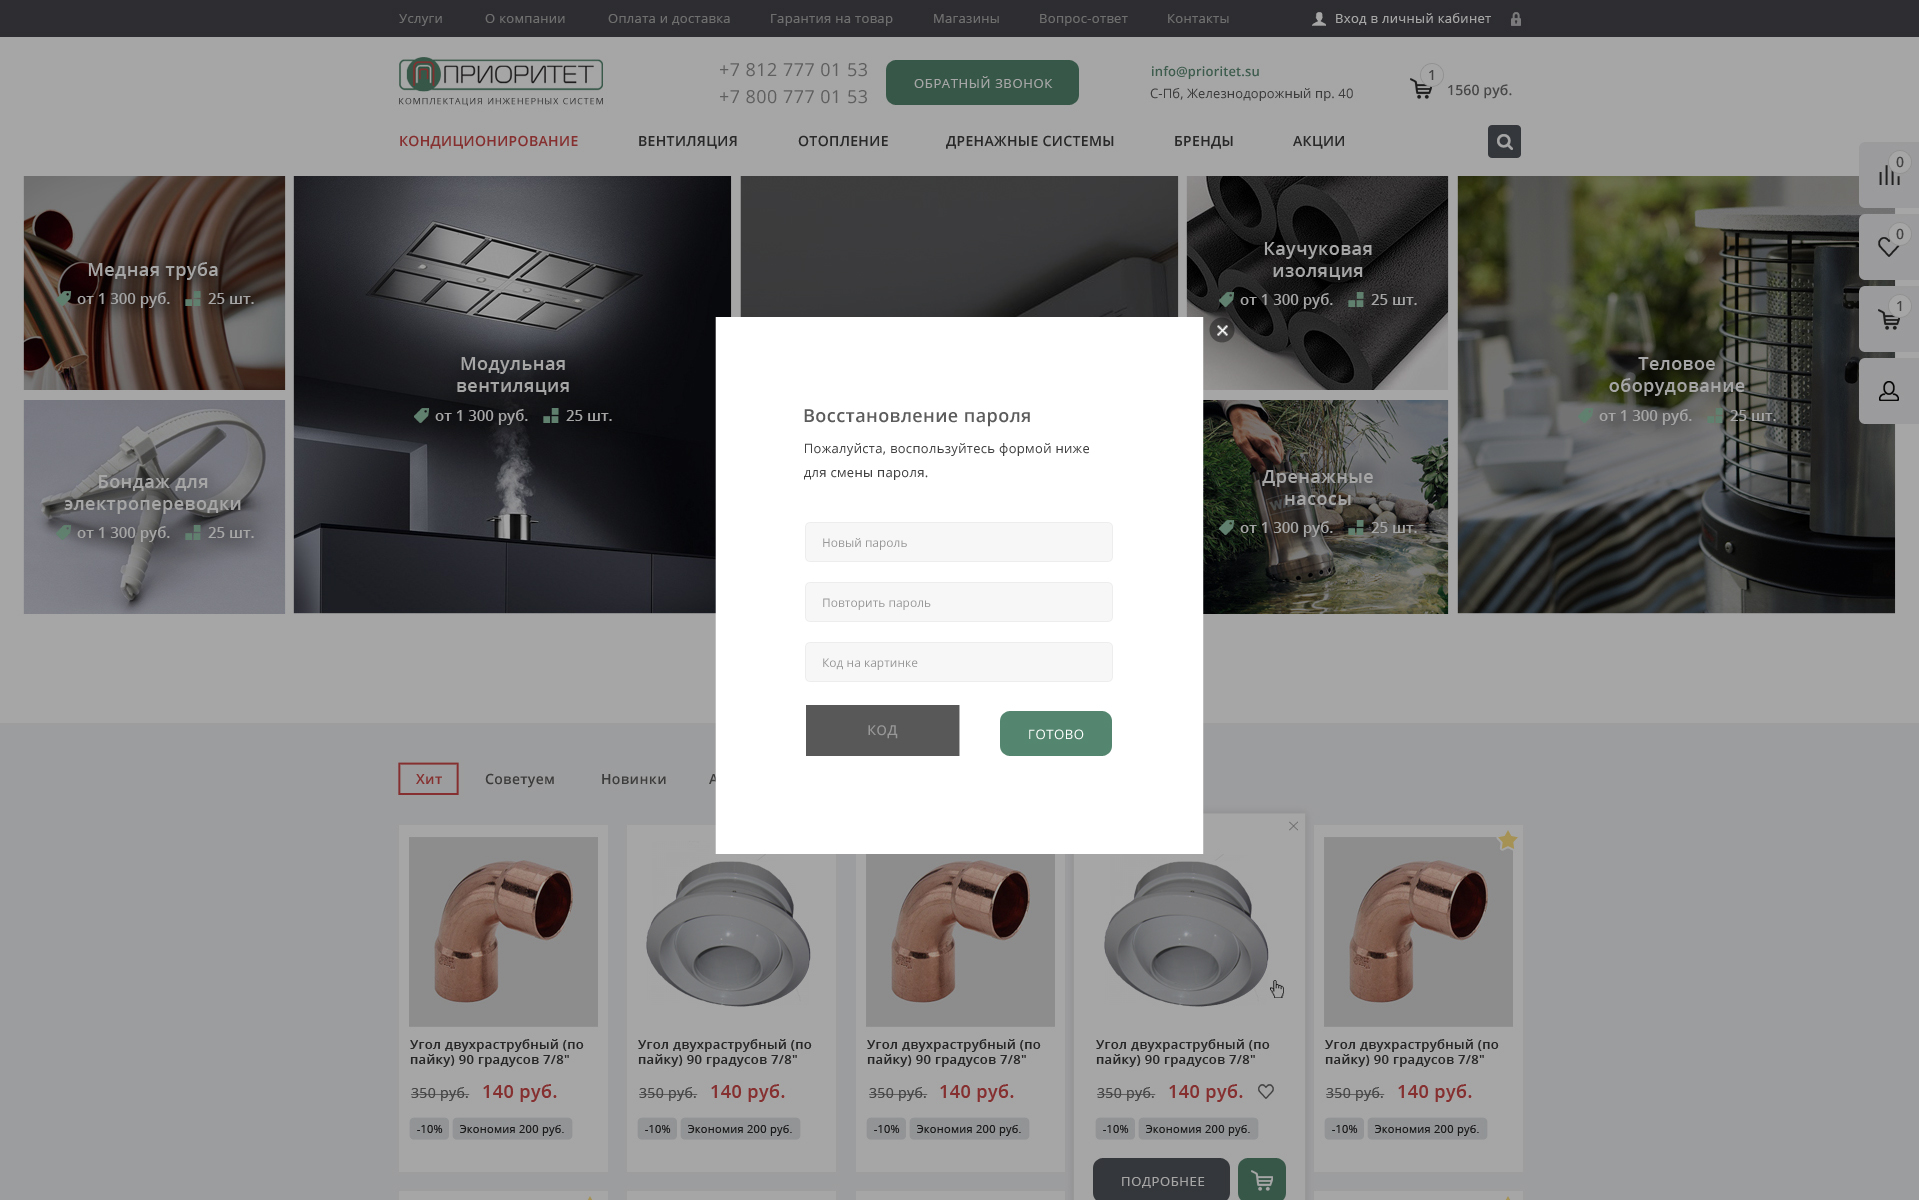 Услуги
О компании
Оплата и доставка
Гарантия на товар
Магазины
Вопрос-ответ
Контакты
Вход в личный кабинет
ПРИОРИТЕТ
КОМПЛЕКТАЦИЯ ИНЖЕНЕРНЫХ СИСТЕМ
+7 812 777 01 53
+7 800 777 01 53
ОБРАТНЫЙ ЗВОНОК
info@prioritet.su
С-Пб, Железнодорожный пр. 40
1
1560 руб.
КОНДИЦИОНИРОВАНИЕ
ВЕНТИЛЯЦИЯ
ОТОПЛЕНИЕ
ДРЕНАЖНЫЕ СИСТЕМЫ
БРЕНДЫ
АКЦИИ
0
0
1
Медная труба
от 1 300 руб.
25 шт.
Модульная
вентиляция
от 1 300 руб.
25 шт.
Каучуковая
изоляция
от 1 300 руб.
25 шт.
Теловое
оборудование
от 1 300 руб.
25 шт.
Бондаж для
электропереводки
от 1 300 руб.
25 шт.
Дренажные
насосы
от 1 300 руб.
25 шт.
Восстановление пароля
Пожалуйста, воспользуйтесь формой ниже
для смены пароля.
Новый пароль
Повторить пароль
Код на картинке
КОД
ГОТОВО
Хит
Советуем
Новинки
Угол двухраструбный (по
пайку) 90 градусов 7/8"
350 руб.
140 руб.
-10%
Экономия 200 руб.
Угол двухраструбный (по
пайку) 90 градусов 7/8"
350 руб.
140 руб.
-10%
Экономия 200 руб.
Угол двухраструбный (по
пайку) 90 градусов 7/8"
350 руб.
140 руб.
-10%
Экономия 200 руб.
Угол двухраструбный (по
пайку) 90 градусов 7/8"
350 руб.
140 руб.
-10%
Экономия 200 руб.
ПОДРОБНЕЕ
Угол двухраструбный (по
пайку) 90 градусов 7/8"
350 руб.
140 руб.
-10%
Экономия 200 руб.